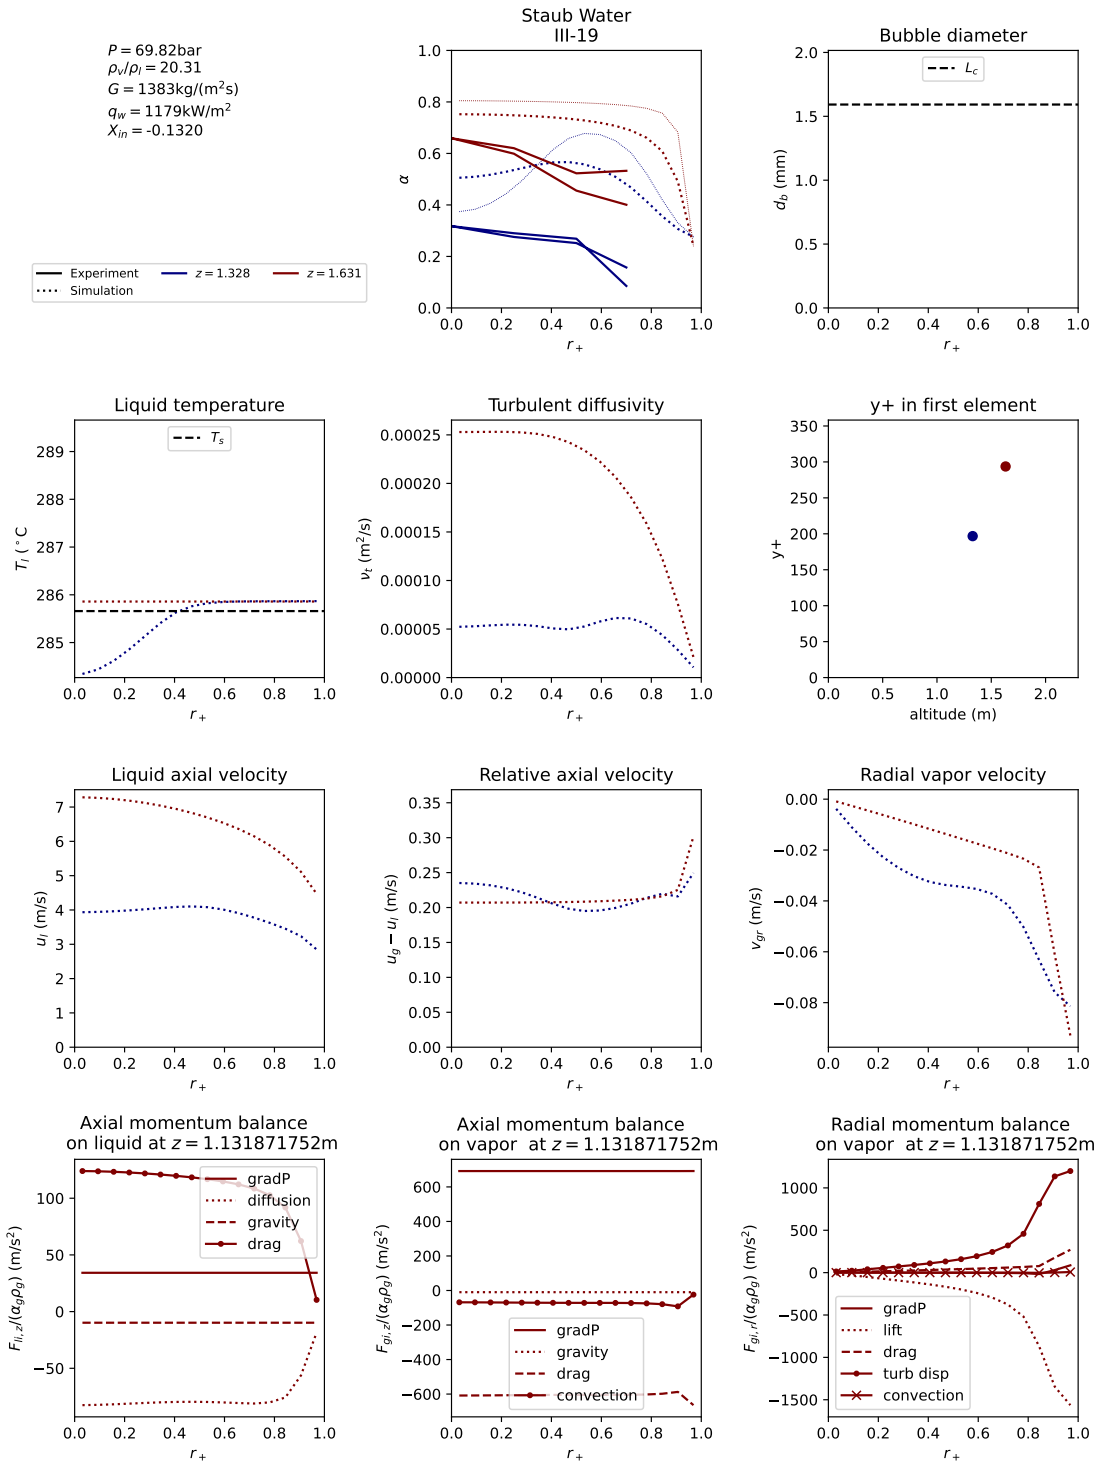 P = 69.82bar
ρv/ρl = 20.31
G = 1383kg/(m²s)
qw = 1179kW/m²
Xin = -0.1320
Experiment
Simulation
z = 1.328
z = 1.631
Staub Water
III-19
1.0
0.8
0.6
0.4
0.2
0.0
α
0.0 0.2 0.4 0.6 0.8 1.0
r+
Bubble diameter
Lc
2.0
1.5
1.0
0.5
0.0
db (mm)
0.0 0.2 0.4 0.6 0.8 1.0
r+
Liquid temperature
Ts
289
288
287
286
285
Tl (°C
0.0 0.2 0.4 0.6 0.8 1.0
r+
Turbulent diffusivity
0.00025
0.00020
0.00015
0.00010
0.00005
0.00000
νt (m²/s)
0.0 0.2 0.4 0.6 0.8 1.0
r+
y+ in first element
350
300
250
200
150
100
50
0
y+
0.0 0.5 1.0 1.5 2.0
altitude (m)
Liquid axial velocity
7
6
5
4
3
2
1
0
ul (m/s)
0.0 0.2 0.4 0.6 0.8 1.0
r+
Relative axial velocity
0.35
0.30
0.25
0.20
0.15
0.10
0.05
0.00
ug − ul (m/s)
0.0 0.2 0.4 0.6 0.8 1.0
r+
Radial vapor velocity
0.00
−0.02
−0.04
−0.06
−0.08
vgr (m/s)
0.0 0.2 0.4 0.6 0.8 1.0
r+
Axial momentum balance
on liquid at z = 1.131871752m
gradP
diffusion
gravity
drag
100
50
0
−50
Fli,z/(αgρg) (m/s²)
0.0 0.2 0.4 0.6 0.8 1.0
r+
Axial momentum balance
on vapor at z = 1.131871752m
600
400
200
0
−200
−400
−600
Fgi,z/(αgρg) (m/s²)
gradP
gravity
drag
convection
0.0 0.2 0.4 0.6 0.8 1.0
r+
Radial momentum balance
on vapor at z = 1.131871752m
1000
500
0
−500
−1000
−1500
Fgi,r/(αgρg) (m/s²)
gradP
lift
drag
turb disp
convection
0.0 0.2 0.4 0.6 0.8 1.0
r+